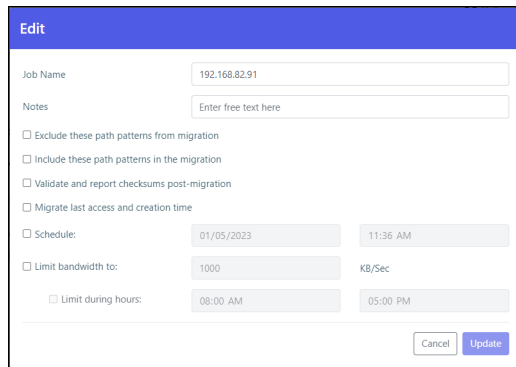 Edit
Job Name 192.168.82.91
Notes Enter free text here
Exclude these path patterns from migration
Include these path patterns in the migration
Validate and report checksums post-migration
Migrate last access and creation time
Schedule: 01/05/2023 11:36 AM
Limit bandwidth to: 1000 KB/Sec
Limit during hours: 08:00 AM 05:00 PM
Cancel Update